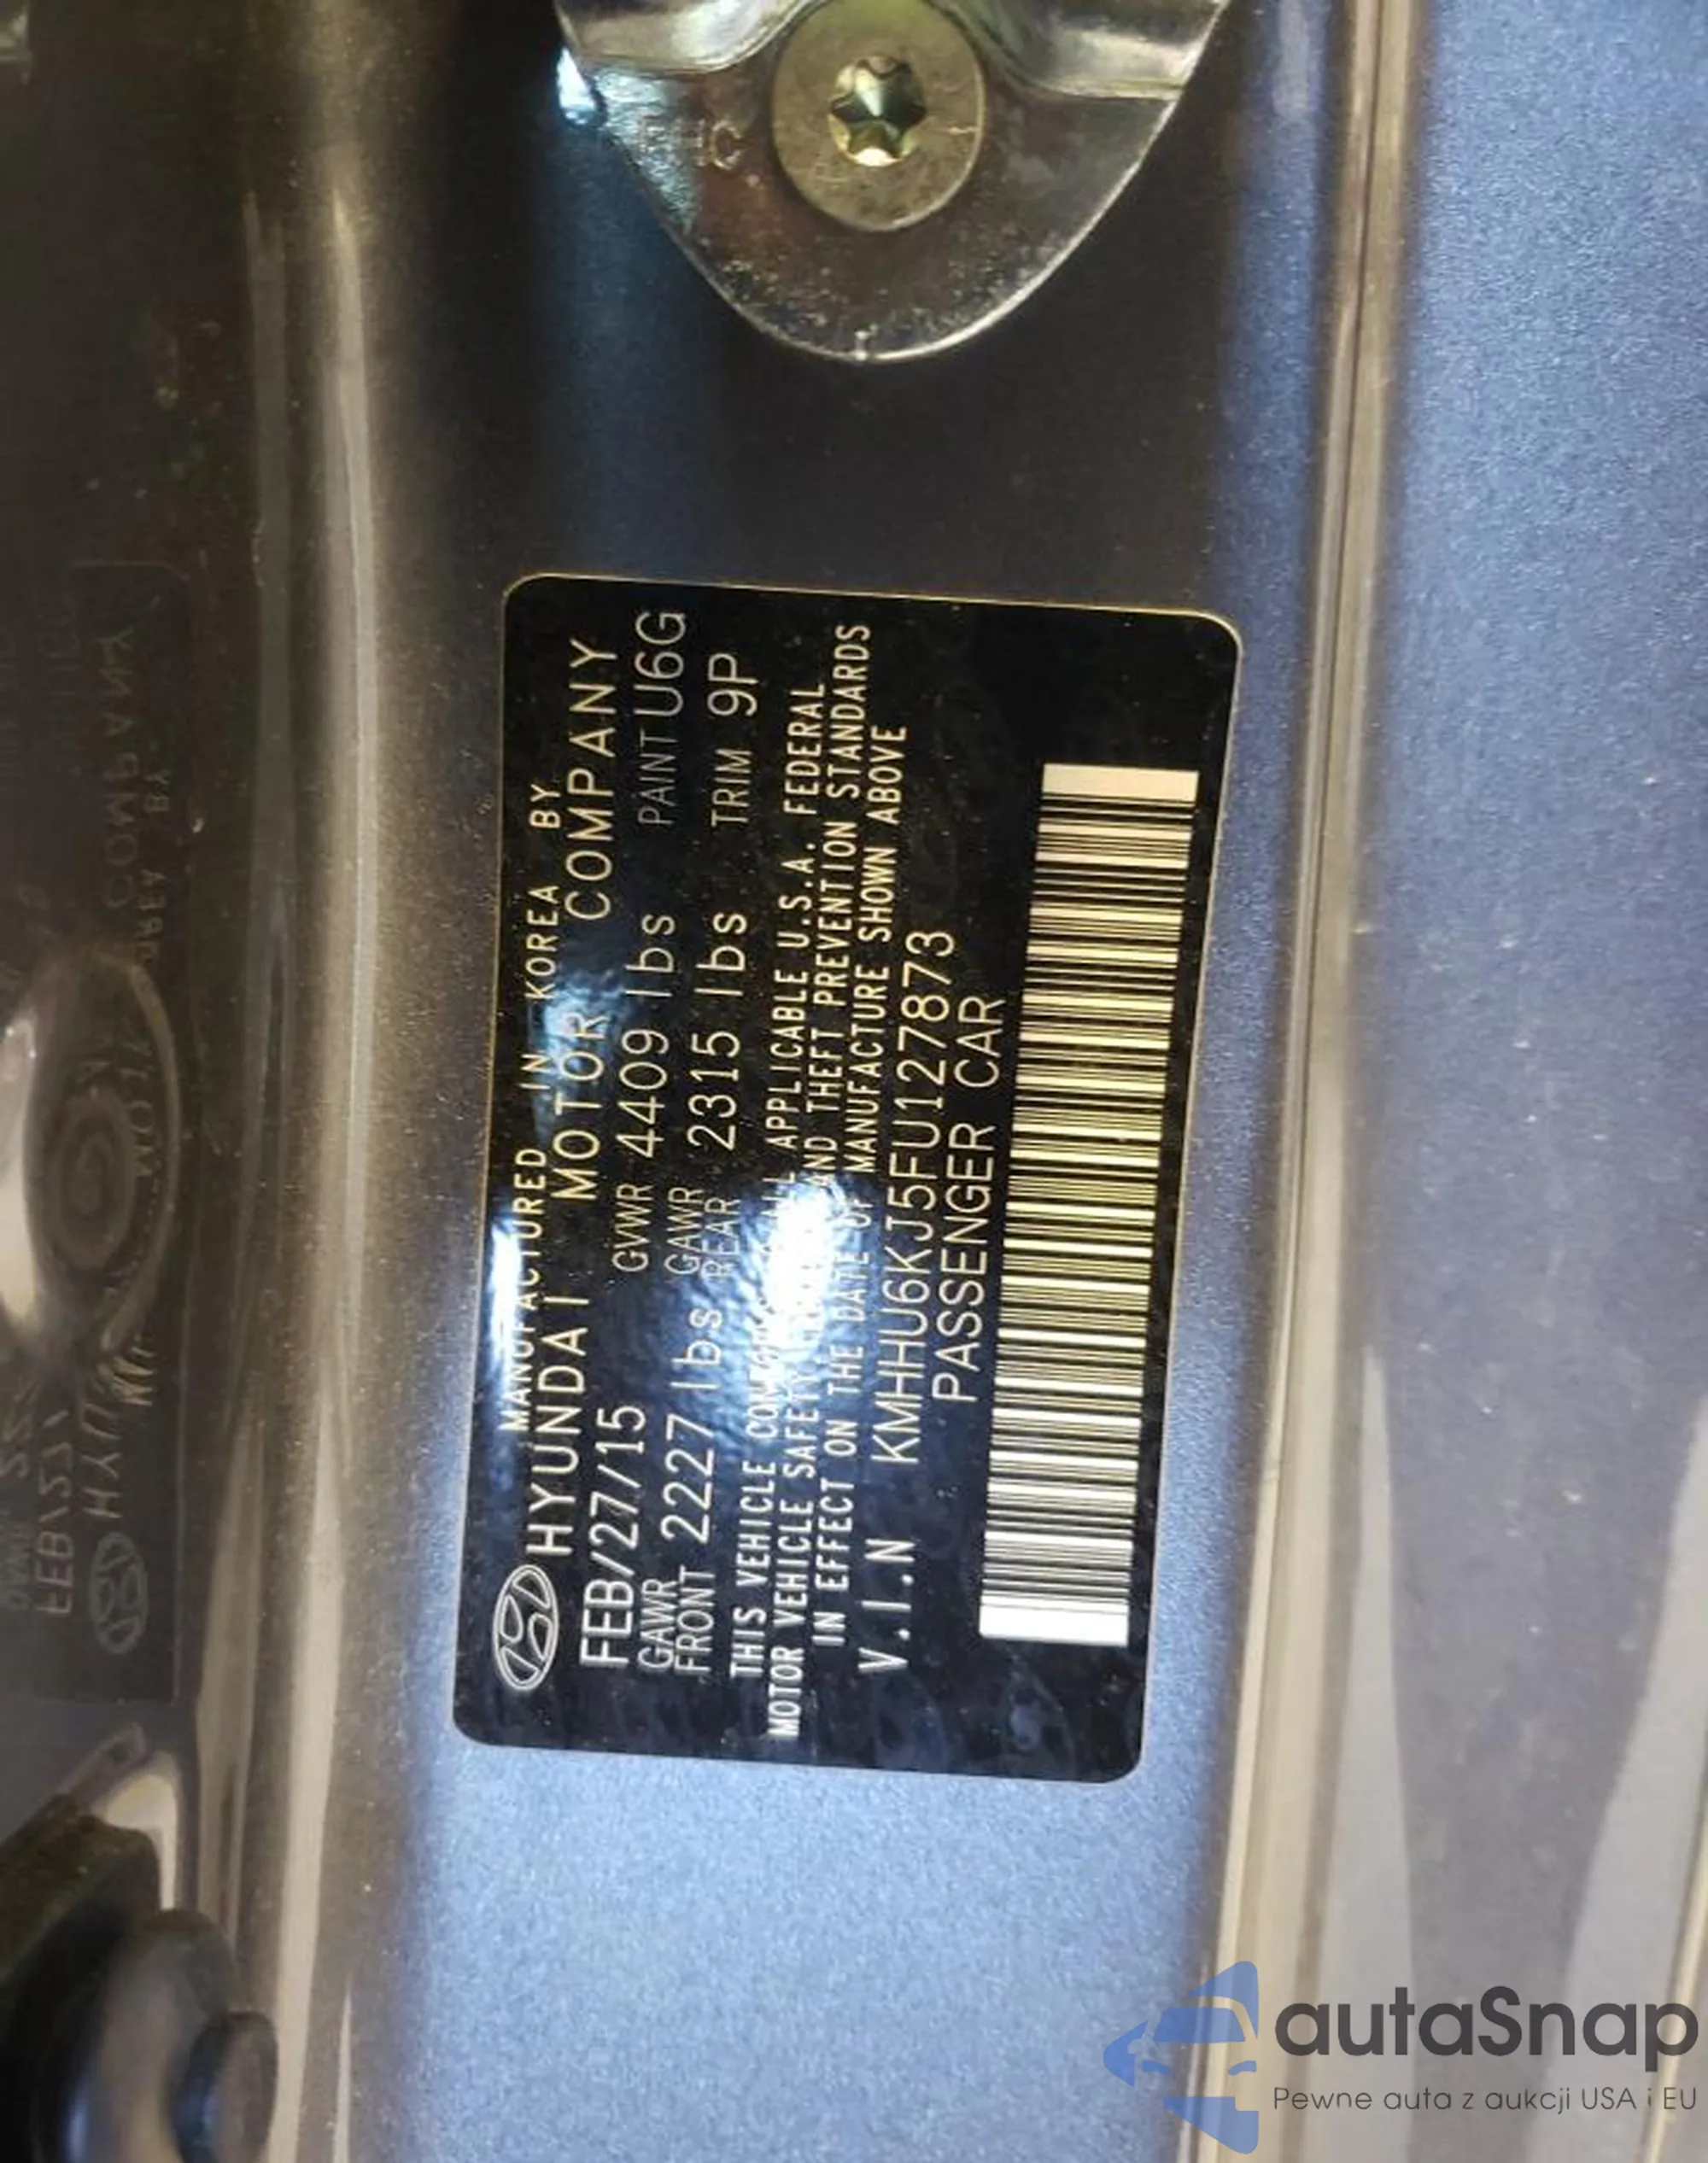 MANUFACTURED IN KOREA BY
HYUNDAI MOTOR COMPANY
FEB/27/15 GVWR 4409 lbs PAINT U6G
GAWR FRONT 2227 lbs GAWR REAR 2315 lbs TRIM 9P
THIS VEHICLE ALL APPLICABLE U.S.A. FEDERAL
MOTOR VEHICLE SAFETY AND THEFT PREVENTION STANDARDS
IN EFFECT ON THE DATE OF MANUFACTURE SHOWN ABOVE
V.I.N KMHHU6KJ5FU127873
PASSENGER CAR
autaSnap
Pewne auta z aukcji USA i EU